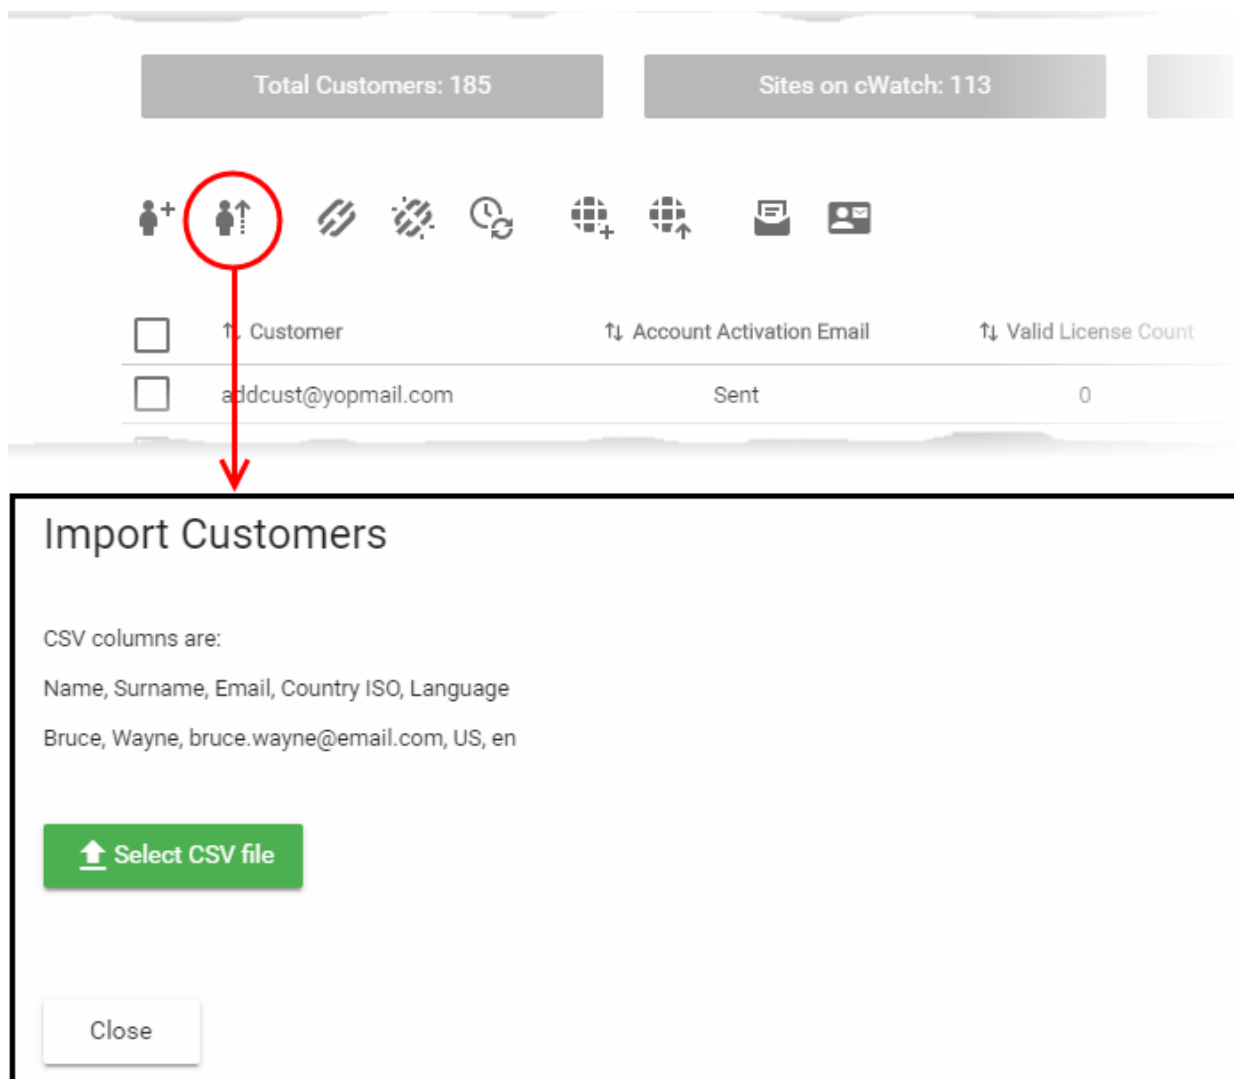 Total Customers: 185
Sites on cWatch: 113
Customer
Account Activation Email
Valid License Count
addcust@yopmail.com
Sent
0
Import Customers
CSV columns are:
Name, Surname, Email, Country ISO, Language
Bruce, Wayne, bruce.wayne@email.com, US, en
Select CSV file
Close